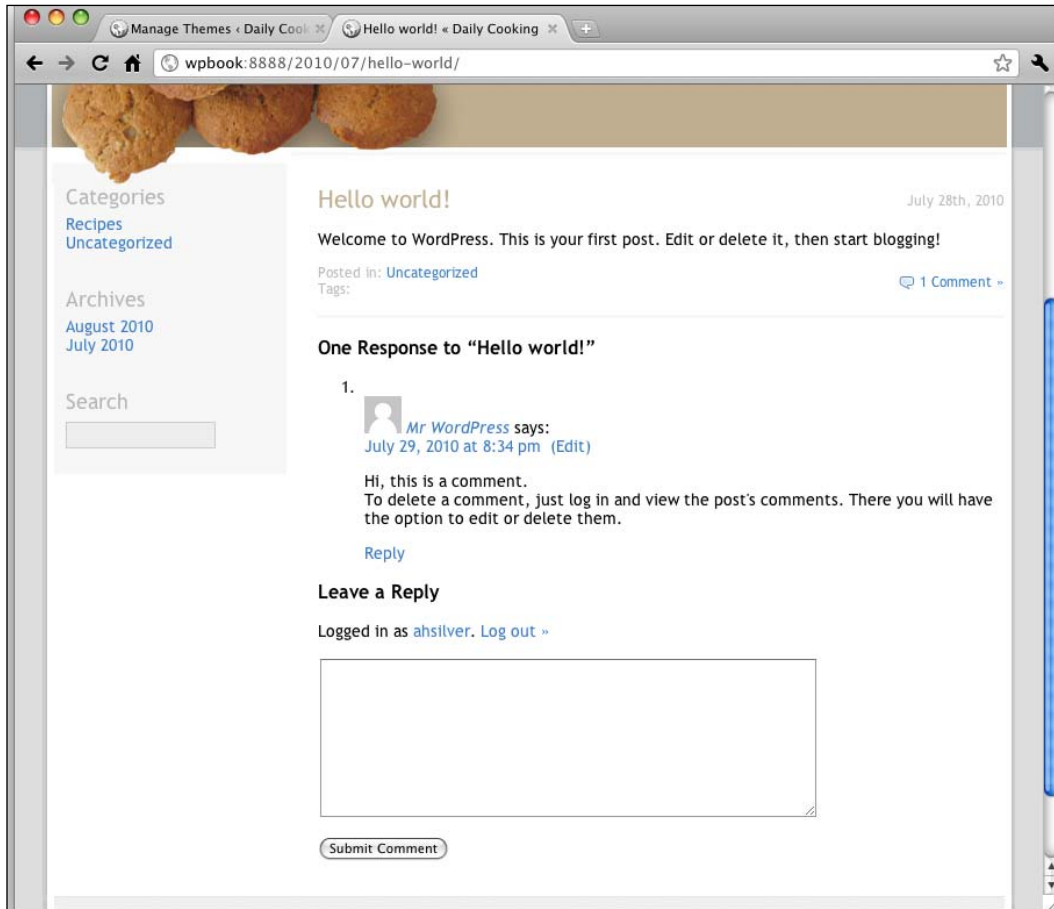 Manage Themes ‹ Daily Cook
Hello world! « Daily Cooking
wpbook:8888/2010/07/hello-world/
Categories
Recipes
Uncategorized
Archives
August 2010
July 2010
Search
Hello world!
July 28th, 2010
Welcome to WordPress. This is your first post. Edit or delete it, then start blogging!
Posted in: Uncategorized
Tags:
1 Comment »
One Response to “Hello world!”
1.
Mr WordPress says:
July 29, 2010 at 8:34 pm (Edit)
Hi, this is a comment.
To delete a comment, just log in and view the post's comments. There you will have
the option to edit or delete them.
Reply
Leave a Reply
Logged in as ahsilver. Log out »
Submit Comment